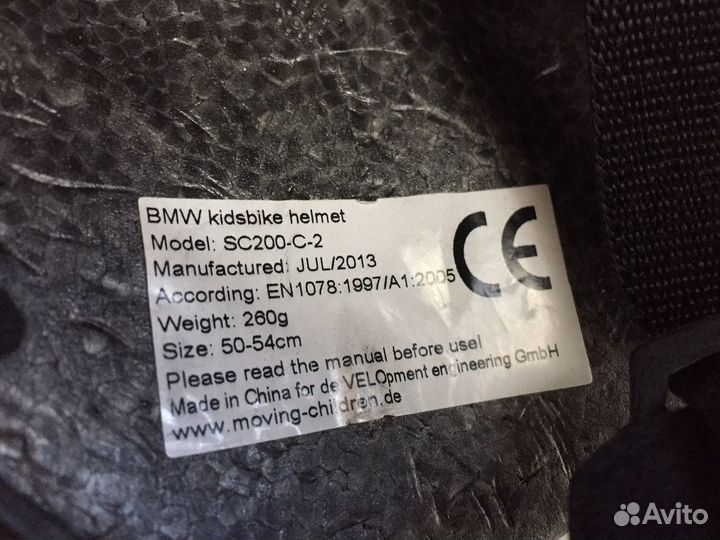 BMW kidsbike helmet
Model: SC200-C-2
Manufactured: JUL/2013
According: EN1078:1997/A1:2005
Weight: 260g
Size: 50-54cm
Please read the manual before use!
Made in China for de VELOpment engineering GmbH
www.moving-children.de
CE
Avito